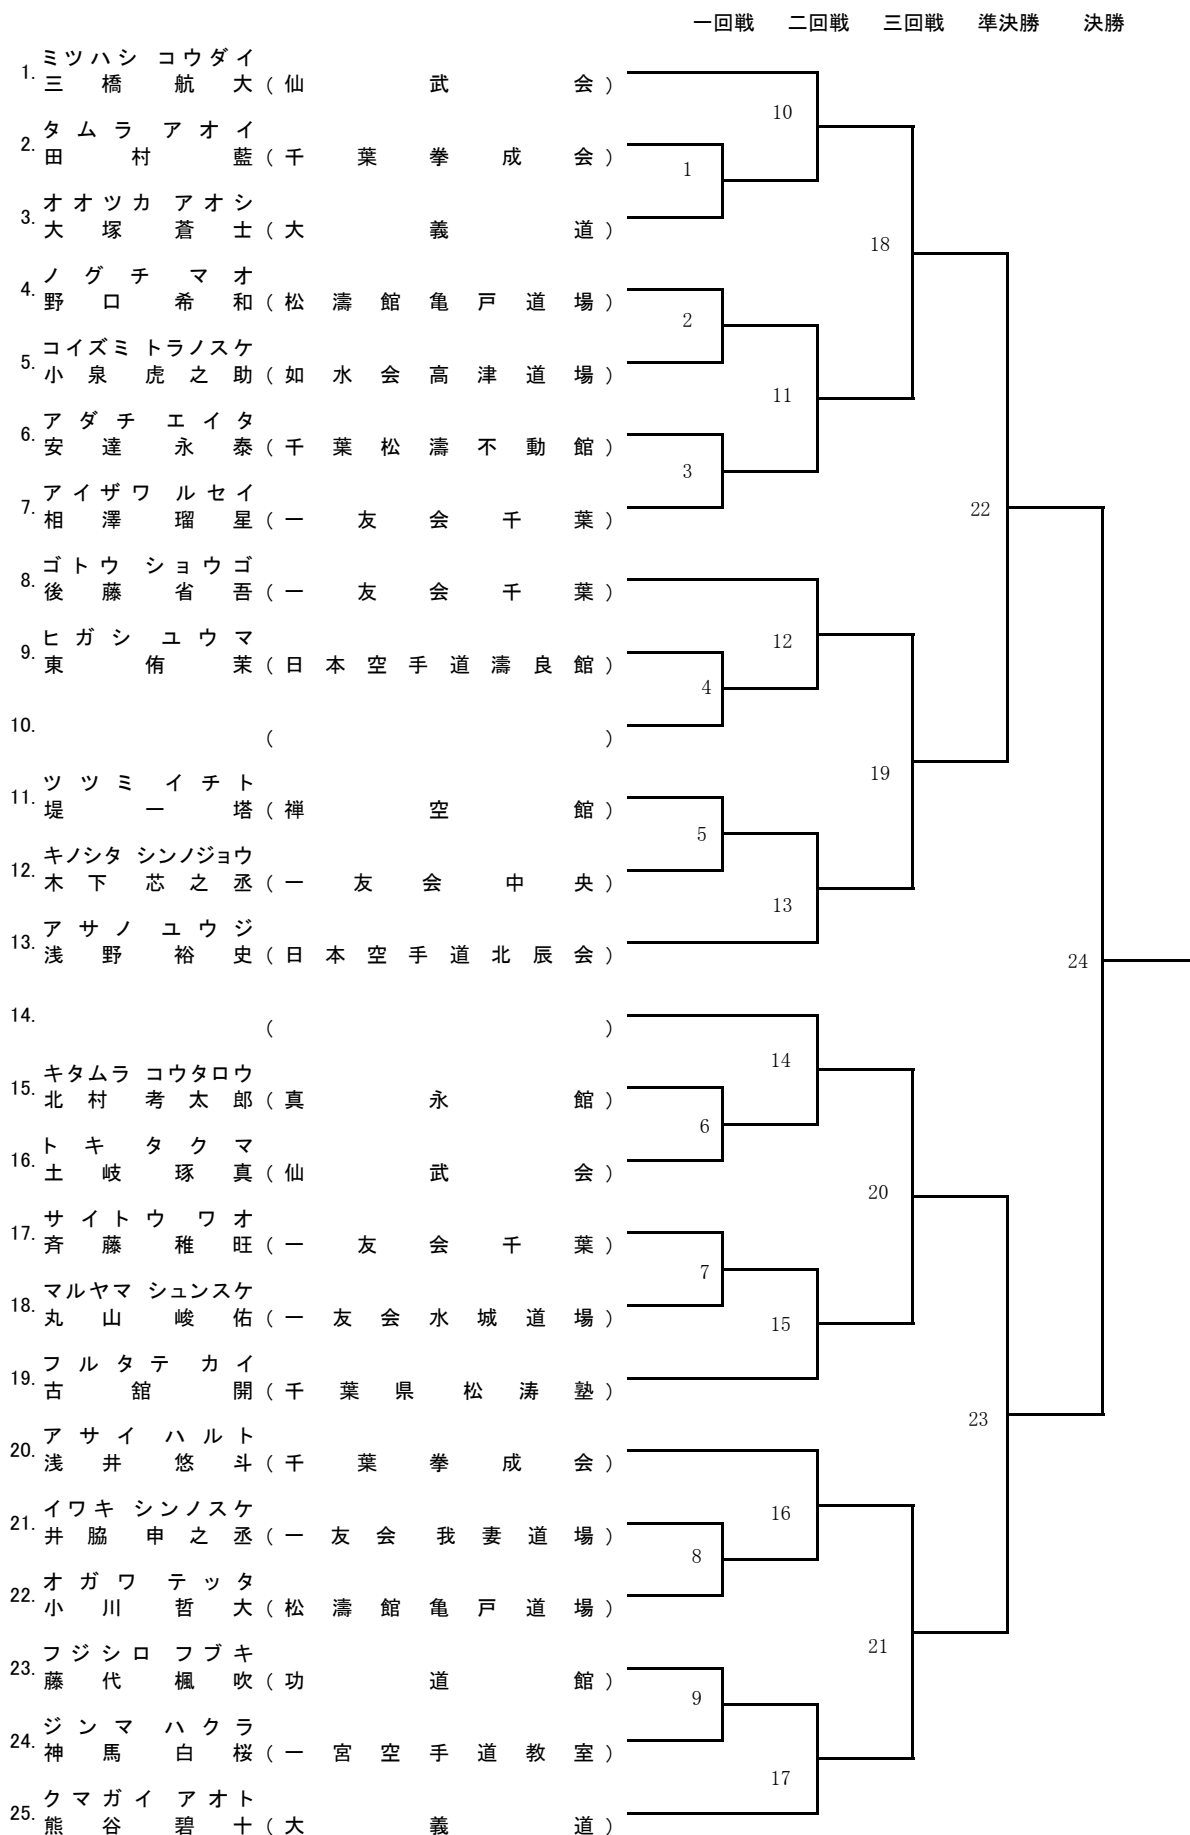 一回戦 二回戦 三回戦 準決勝 決勝
ミツハシ コウダイ
1. 三橋航大(仙武会)
10
タムラ アオイ
2. 田村藍(千葉拳成会)
1
オオツカ アオシ
3. 大塚蒼士(大義道)
18
ノグチ マオ
4. 野口希和(松濤館亀戸道場)
2
コイズミ トラノスケ
5. 小泉虎之助(如水会高津道場)
11
アダチ エイタ
6. 安達永泰(千葉松濤不動館)
3
アイザワ ルセイ
7. 相澤瑠星(一友会千葉)
22
ゴトウ ショウゴ
8. 後藤省吾(一友会千葉)
ヒガシ ユウマ
12
9. 東侑茉(日本空手道濤良館)
4
10. ( )
19
ツツミ イチト
11. 堤一塔(禅空館)
5
キノシタ シンノジョウ
12. 木下芯之丞(一友会中央)
13
アサノ ユウジ
13. 浅野裕史(日本空手道北辰会)
24
14. ( )
14
キタムラ コウタロウ
15. 北村考太郎(真永館)
6
トキ タクマ
16. 土岐琢真(仙武会)
20
サイトウ ワオ
17. 斉藤稚旺(一友会千葉)
7
マルヤマ シュンスケ
18. 丸山峻佑(一友会水城道場)
15
フルタテ カイ
19. 古舘開(千葉県松涛塾)
23
アサイ ハルト
20. 浅井悠斗(千葉拳成会)
イワキ シンノスケ
16
21. 井脇申之丞(一友会 我妻道場)
8
オガワ テッタ
22. 小川哲大(松濤館亀戸道場)
21
フジシロ フブキ
23. 藤代楓吹(功道館)
9
ジンマ ハクラ
24. 神馬白桜(一宮空手道教室)
17
クマガイ アオト
25. 熊谷碧十(大義道)